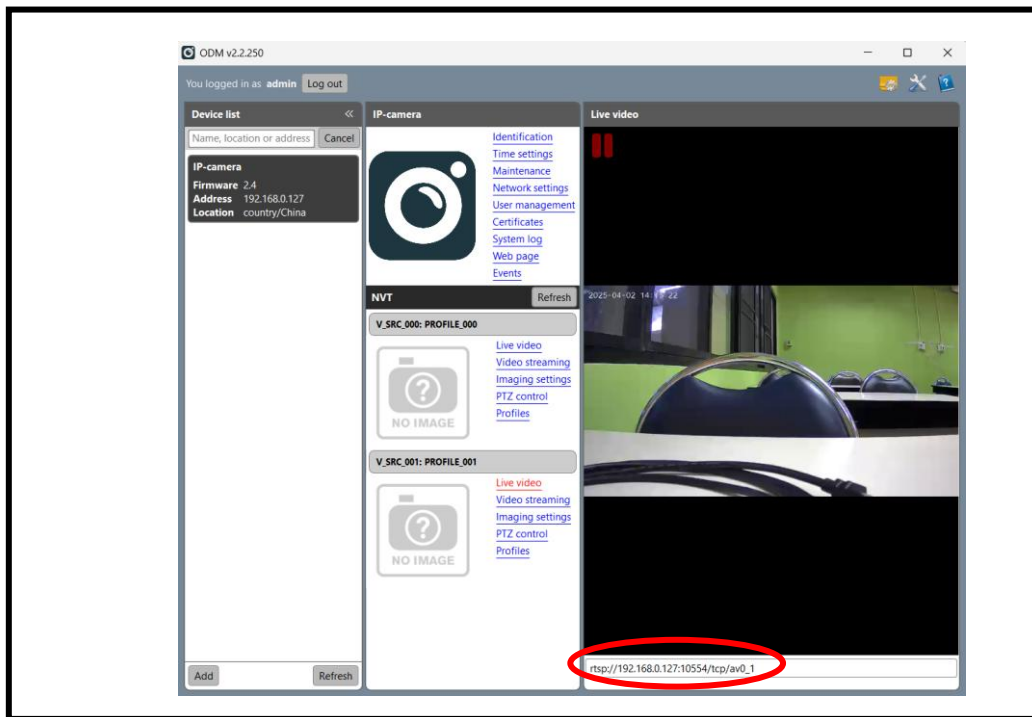 ODM v2.2.250
You logged in as admin Log out
Device list
Name, location or address Cancel
IP-camera
Firmware 2.4
Address 192.168.0.127
Location country/China
Add Refresh
IP-camera
Identification
Time settings
Maintenance
Network settings
User management
Certificates
System log
Web page
Events
NVT Refresh
V_SRC_000: PROFILE_000
NO IMAGE
Live video
Video streaming
Imaging settings
PTZ control
Profiles
V_SRC_001: PROFILE_001
NO IMAGE
Live video
Video streaming
Imaging settings
PTZ control
Profiles
Live video
2025-04-02
rtsp://192.168.0.127:10554/tcp/av0_1